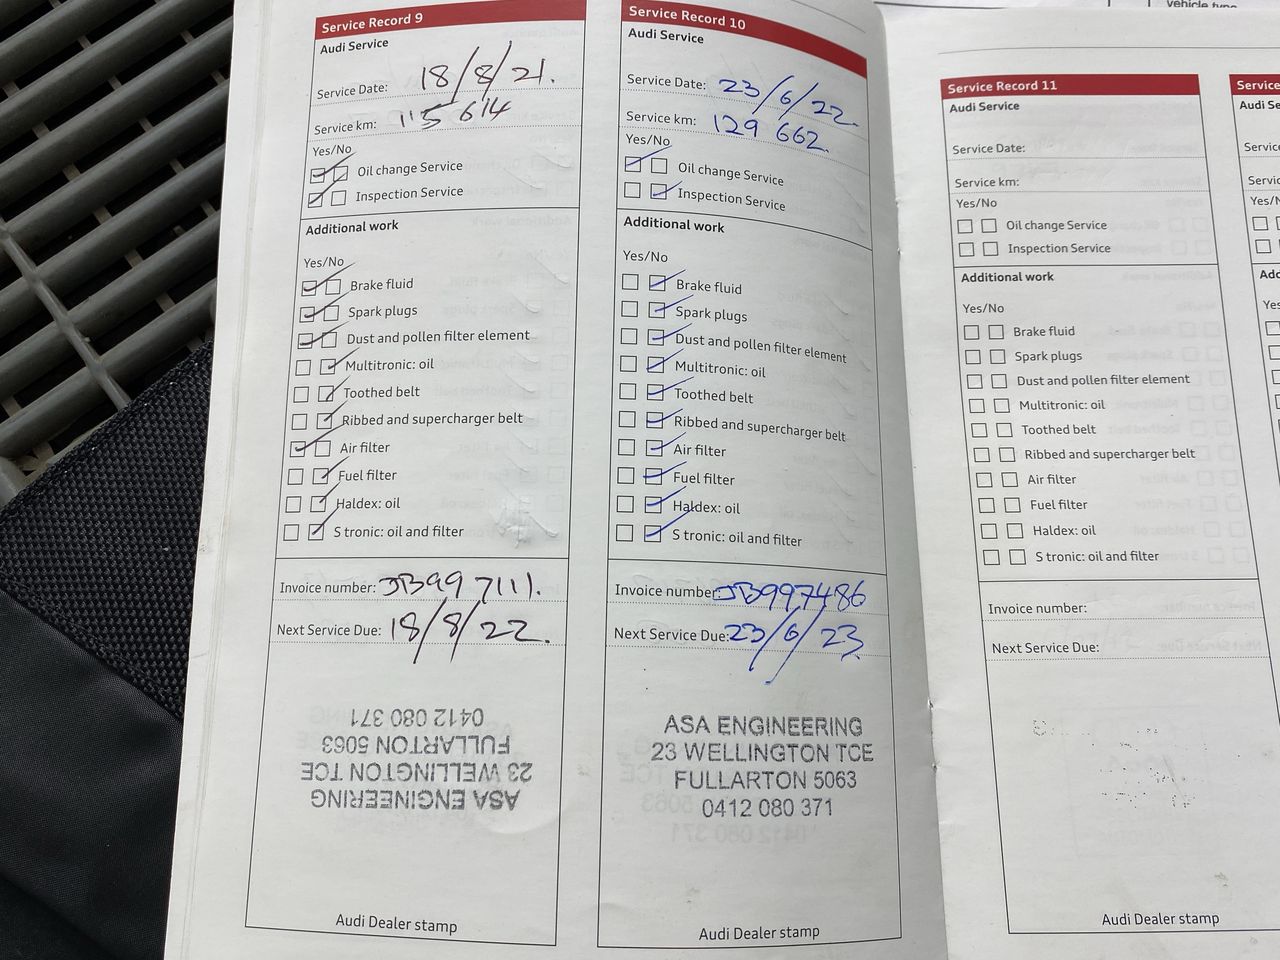 Service Record 9
Audi Service
Service Date: 18/8/21.
Service km: 115 614
Yes/No
Oil change Service
Inspection Service
Additional work
Yes/No
Brake fluid
Spark plugs
Dust and pollen filter element
Multitronic: oil
Toothed belt
Ribbed and supercharger belt
Air filter
Fuel filter
Haldex: oil
S tronic: oil and filter
Invoice number: JB997111.
Next Service Due: 18/8/22.
ASA ENGINEERING
23 WELLINGTON TCE
FULLARTON 5063
0412 080 371
Audi Dealer stamp
Service Record 10
Audi Service
Service Date: 23/6/22.
Service km: 129 662.
Yes/No
Oil change Service
Inspection Service
Additional work
Yes/No
Brake fluid
Spark plugs
Dust and pollen filter element
Multitronic: oil
Toothed belt
Ribbed and supercharger belt
Air filter
Fuel filter
Haldex: oil
S tronic: oil and filter
Invoice number JB997486
Next Service Due: 23/6/23.
ASA ENGINEERING
23 WELLINGTON TCE
FULLARTON 5063
0412 080 371
Audi Dealer stamp
Service Record 11
Audi Service
Service Date:
Service km:
Yes/No
Oil change Service
Inspection Service
Additional work
Yes/No
Brake fluid
Spark plugs
Dust and pollen filter element
Multitronic: oil
Toothed belt
Ribbed and supercharger belt
Air filter
Fuel filter
Haldex: oil
S tronic: oil and filter
Invoice number:
Next Service Due:
Audi Dealer stamp
Service